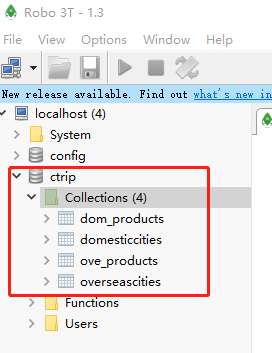 Robo 3T - 1.3
File View Options Window Help
New release available. Find out what's new in
localhost (4)
System
config
ctrip
Collections (4)
dom_products
domesticcities
ove_products
overseascities
Functions
Users